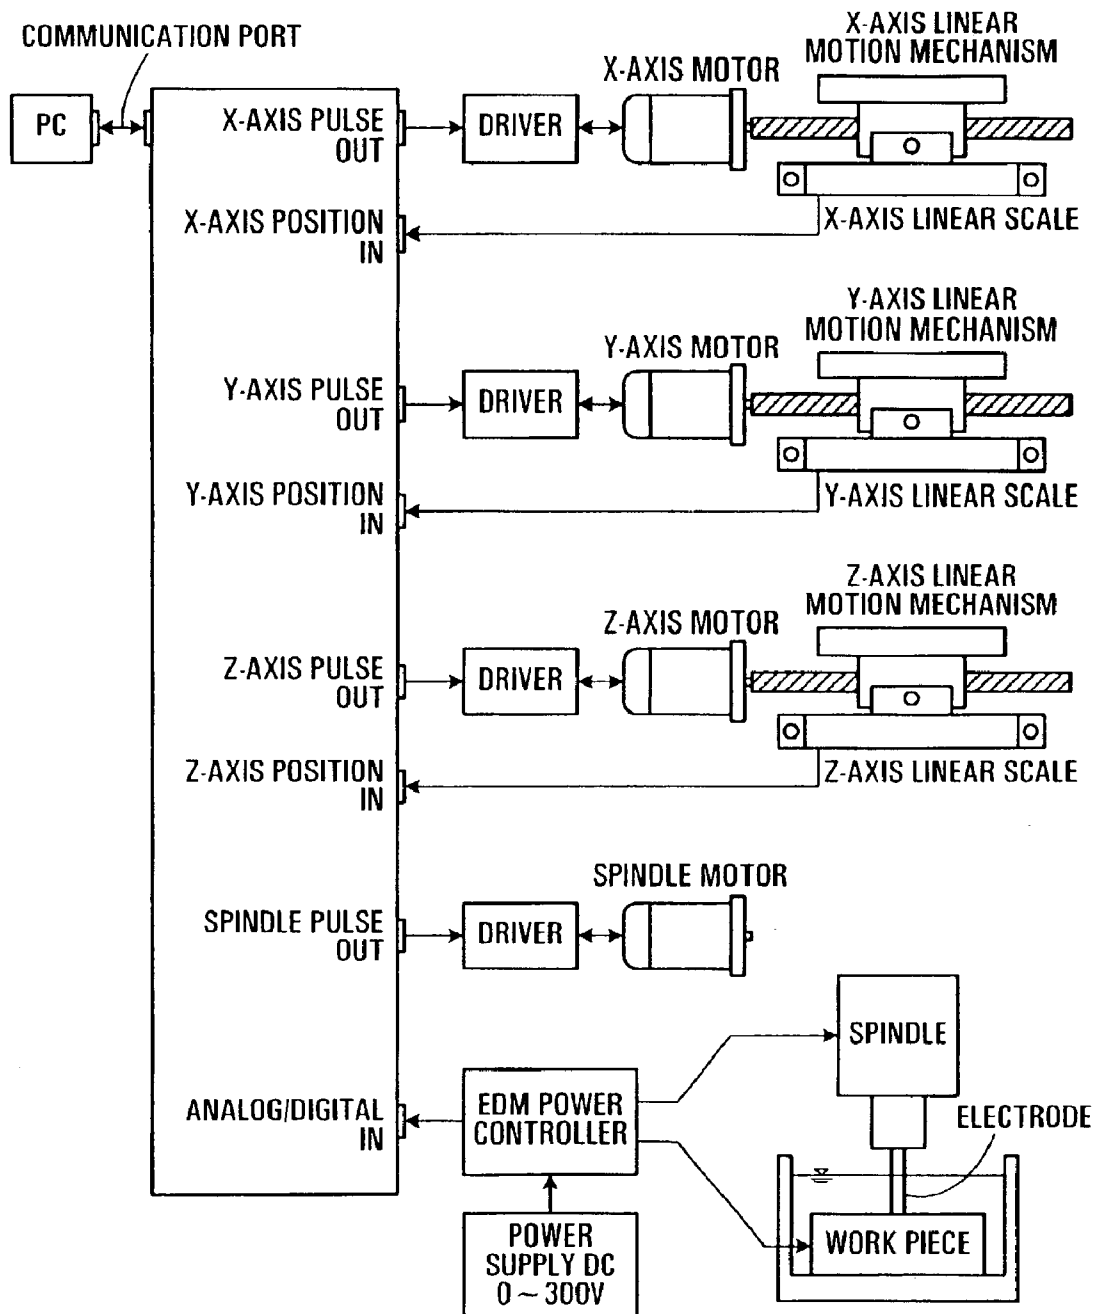 COMMUNICATION PORT
PC
X-AXIS PULSE
OUT
DRIVER
X-AXIS MOTOR
X-AXIS LINEAR
MOTION MECHANISM
X-AXIS POSITION
IN
X-AXIS LINEAR SCALE
Y-AXIS LINEAR
MOTION MECHANISM
Y-AXIS MOTOR
Y-AXIS PULSE
OUT
DRIVER
Y-AXIS POSITION
IN
Y-AXIS LINEAR SCALE
Z-AXIS LINEAR
MOTION MECHANISM
Z-AXIS MOTOR
Z-AXIS PULSE
OUT
DRIVER
Z-AXIS POSITION
IN
Z-AXIS LINEAR SCALE
SPINDLE MOTOR
SPINDLE PULSE
OUT
DRIVER
SPINDLE
ANALOG/DIGITAL
IN
EDM POWER
CONTROLLER
ELECTRODE
WORK PIECE
POWER
SUPPLY DC
0 ~ 300V